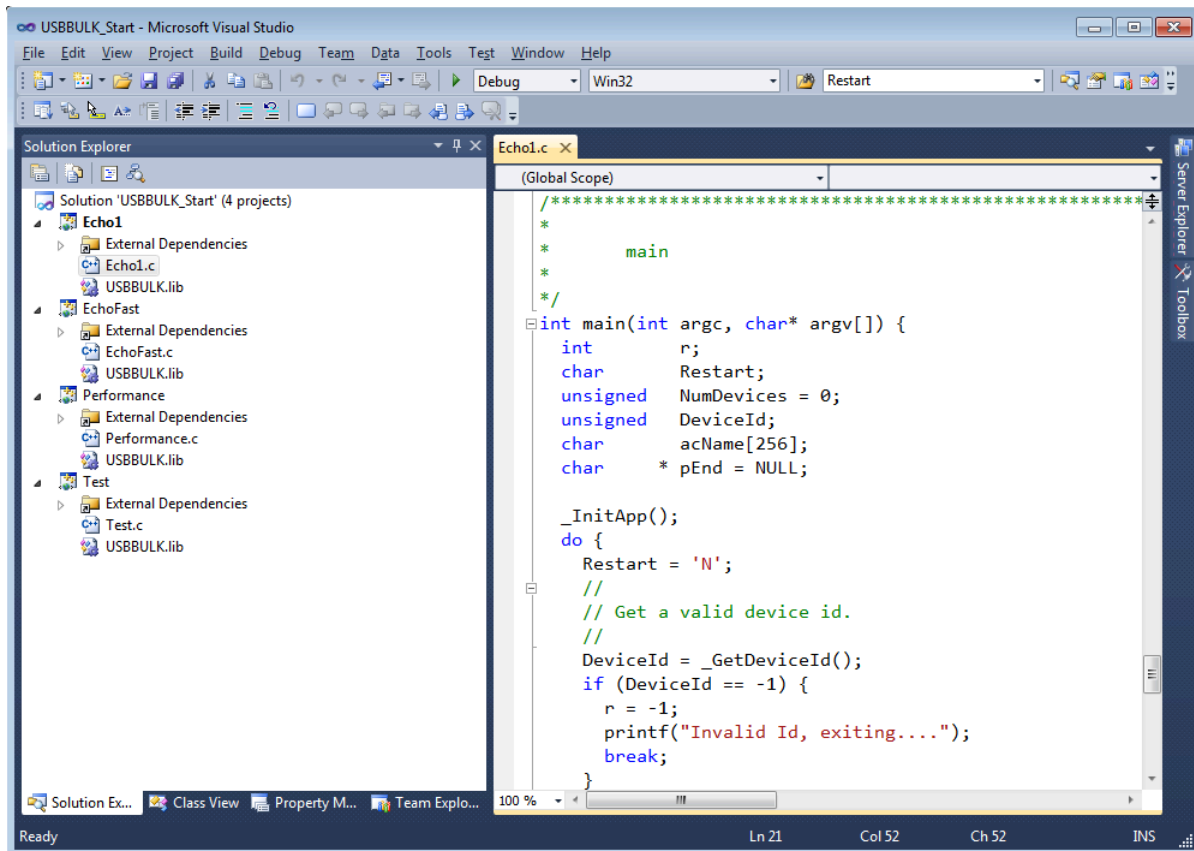 USBBULK_Start - Microsoft Visual Studio
File Edit View Project Build Debug Team Data Tools Test Window Help
Debug Win32 Restart
Solution Explorer
Solution 'USBBULK_Start' (4 projects)
Echo1
External Dependencies
Echo1.c
USBBULK.lib
EchoFast
External Dependencies
EchoFast.c
USBBULK.lib
Performance
External Dependencies
Performance.c
USBBULK.lib
Test
External Dependencies
Test.c
USBBULK.lib
Solution Ex... Class View Property M... Team Explo...
Echo1.c
(Global Scope)
/*******************************************************
*
*       main
*
*/
int main(int argc, char* argv[]) {
  int        r;
  char       Restart;
  unsigned   NumDevices = 0;
  unsigned   DeviceId;
  char       acName[256];
  char     * pEnd = NULL;
  _InitApp();
  do {
    Restart = 'N';
    //
    // Get a valid device id.
    //
    DeviceId = _GetDeviceId();
    if (DeviceId == -1) {
      r = -1;
      printf("Invalid Id, exiting....");
      break;
    }
100 %
Server Explorer
Toolbox
Ready Ln 21 Col 52 Ch 52 INS